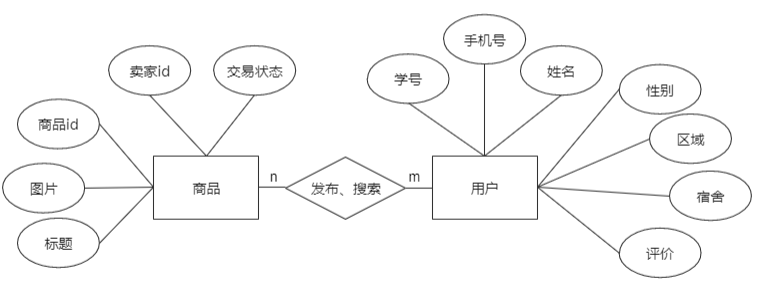 手机号
卖家id
交易状态
学号
姓名
性别
商品id
区域
n
m
图片
商品
发布、搜索
用户
宿舍
标题
评价